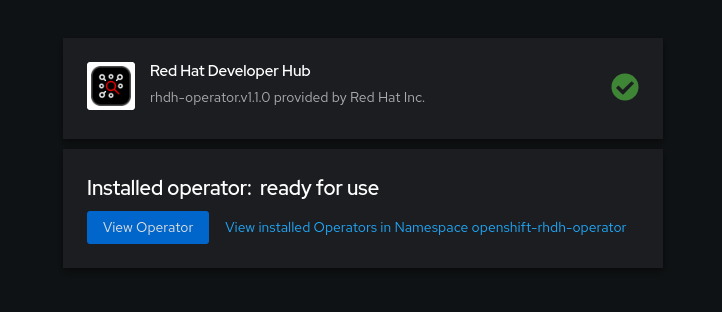 Red Hat Developer Hub
rhdh-operator.v1.1.0 provided by Red Hat Inc.
Installed operator: ready for use
View Operator
View installed Operators in Namespace openshift-rhdh-operator